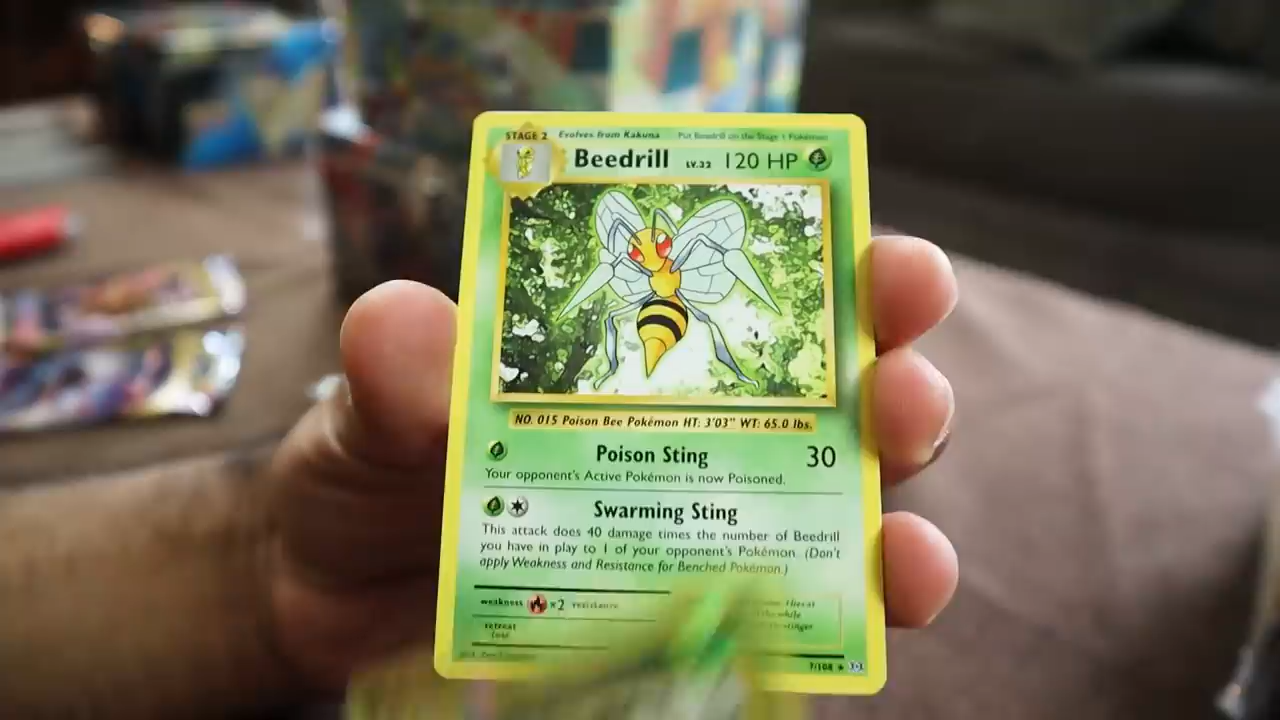 STAGE 2 Evolves from Kakuna Put Beedrill on the Stage 1 Pokémon
Beedrill LV.32 120 HP
NO. 015 Poison Bee Pokémon HT: 3'03" WT: 65.0 lbs.
Poison Sting 30
Your opponent's Active Pokémon is now Poisoned.
Swarming Sting
This attack does 40 damage times the number of Beedrill
you have in play to 1 of your opponent's Pokémon. (Don't
apply Weakness and Resistance for Benched Pokémon.)
weakness ×2 resistance
retreat
cost
while
7/108